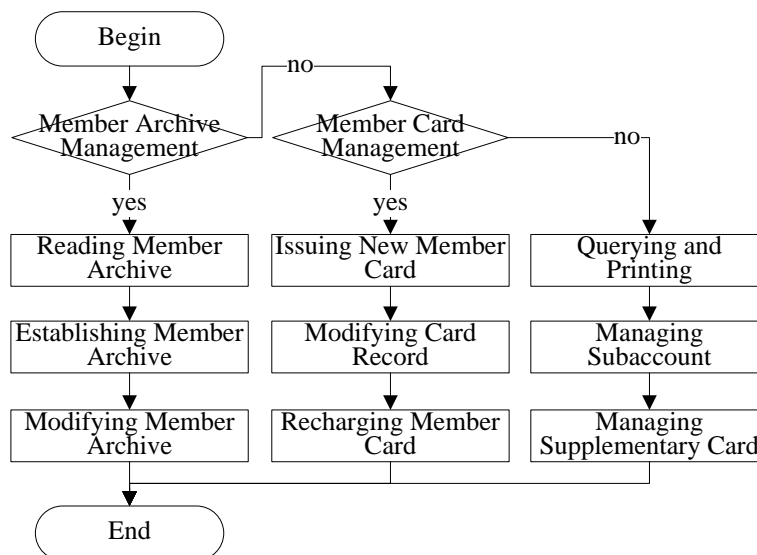 Begin
no
Member Archive
Management
Member Card
Management
no
yes
yes
Reading Member
Archive
Issuing New Member
Card
Querying and
Printing
Establishing Member
Archive
Modifying Card
Record
Managing
Subaccount
Modifying Member
Archive
Recharging Member
Card
Managing
Supplementary Card
End